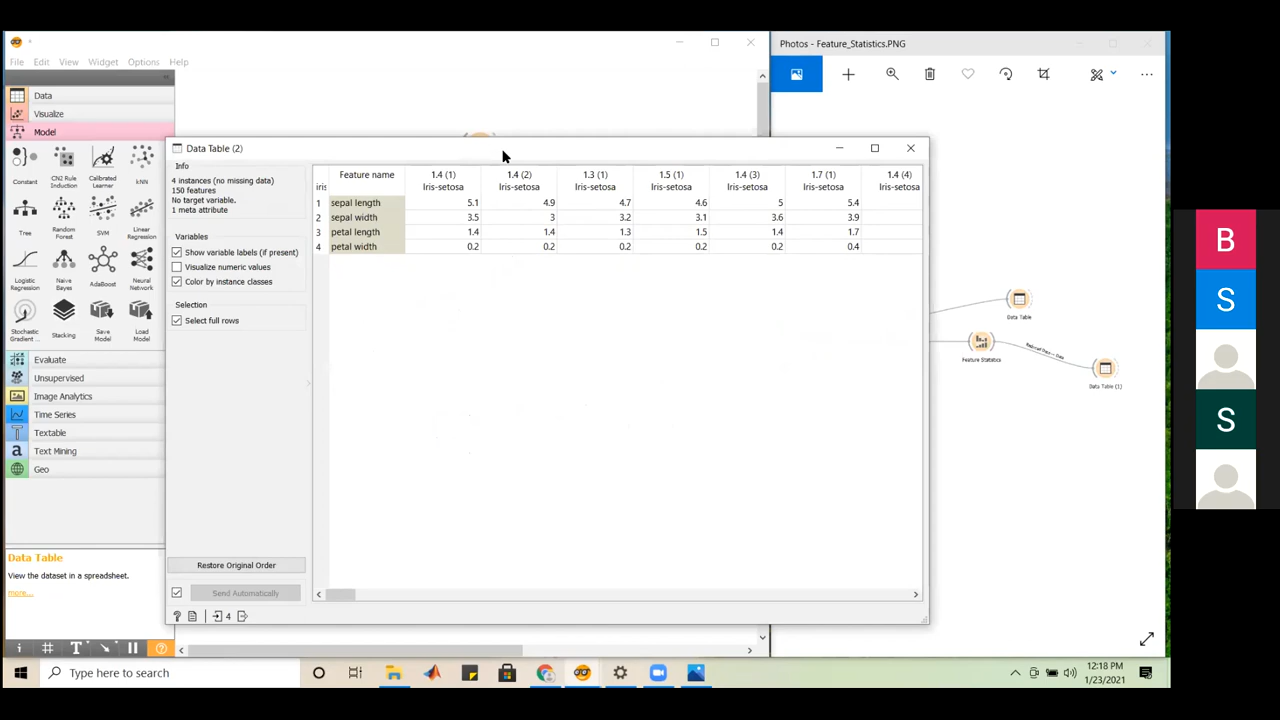 File Edit View Widget Options Help
Photos - Feature_Statistics.PNG
Data
Visualize
Model
Constant
CN2 Rule Induction
Calibrated Learner
kNN
Tree
Random Forest
SVM
Linear Regression
Logistic Regression
Naive Bayes
AdaBoost
Neural Network
Stochastic Gradient ...
Stacking
Save Model
Load Model
Evaluate
Unsupervised
Image Analytics
Time Series
Textable
Text Mining
Geo
Data Table
View the dataset in a spreadsheet.
more...
Data Table (2)
Info
4 instances (no missing data)
150 features
No target variable.
1 meta attribute
Variables
Show variable labels (if present)
Visualize numeric values
Color by instance classes
Selection
Select full rows
Restore Original Order
Send Automatically
4
iris Feature name 1.4 (1) Iris-setosa 1.4 (2) Iris-setosa 1.3 (1) Iris-setosa 1.5 (1) Iris-setosa 1.4 (3) Iris-setosa 1.7 (1) Iris-setosa 1.4 (4) Iris-setosa
1 sepal length 5.1 4.9 4.7 4.6 5 5.4
2 sepal width 3.5 3 3.2 3.1 3.6 3.9
3 petal length 1.4 1.4 1.3 1.5 1.4 1.7
4 petal width 0.2 0.2 0.2 0.2 0.2 0.4
Data Table
Feature Statistics
Reduced Data — Data
Data Table (1)
B
S
S
Type here to search
12:18 PM
1/23/2021